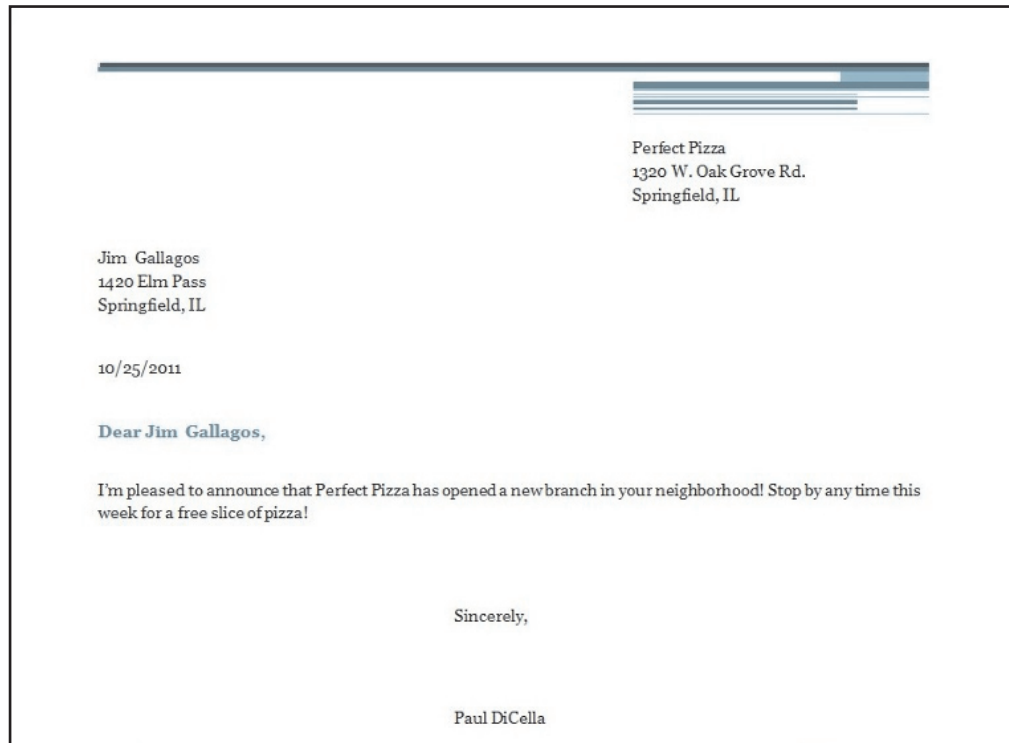 Perfect Pizza
1320 W. Oak Grove Rd.
Springfield, IL
Jim  Gallagos
1420 Elm Pass
Springfield, IL
10/25/2011
Dear Jim  Gallagos,
I'm pleased to announce that Perfect Pizza has opened a new branch in your neighborhood! Stop by any time this
week for a free slice of pizza!
Sincerely,
Paul DiCella